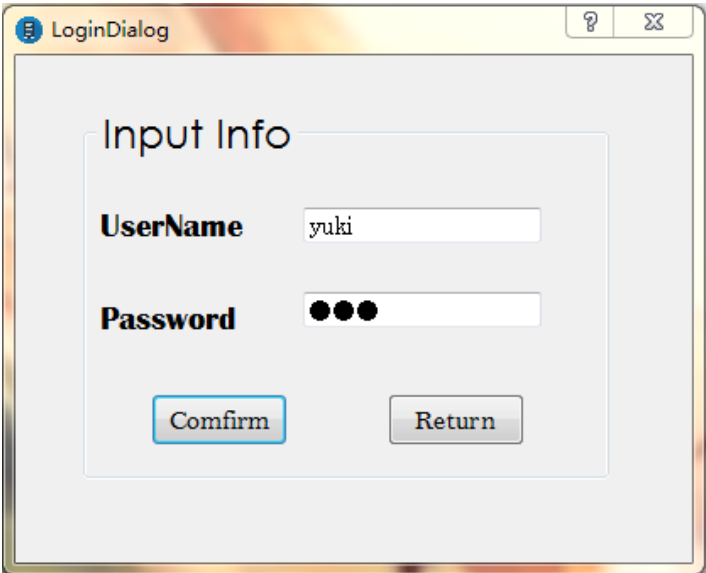 LoginDialog
Input Info
UserName yuki
Password ●●●
Comfirm Return